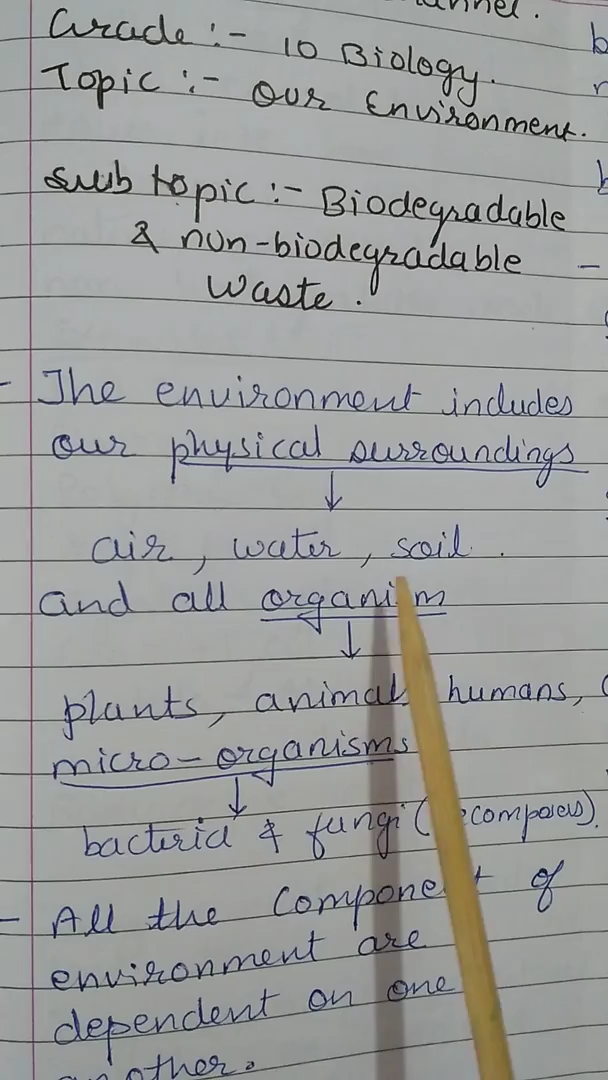 Grade :- 10 Biology.
Topic :- Our Environment.
Sub topic :- Biodegradable
& non-biodegradable
waste.
- The environment includes
our physical surroundings
↓
air, water, soil.
and all organism
↓
plants, animal, humans,
micro-organisms
↓
bacteria & fungi
- All the component of
environment are
dependent on one
another.